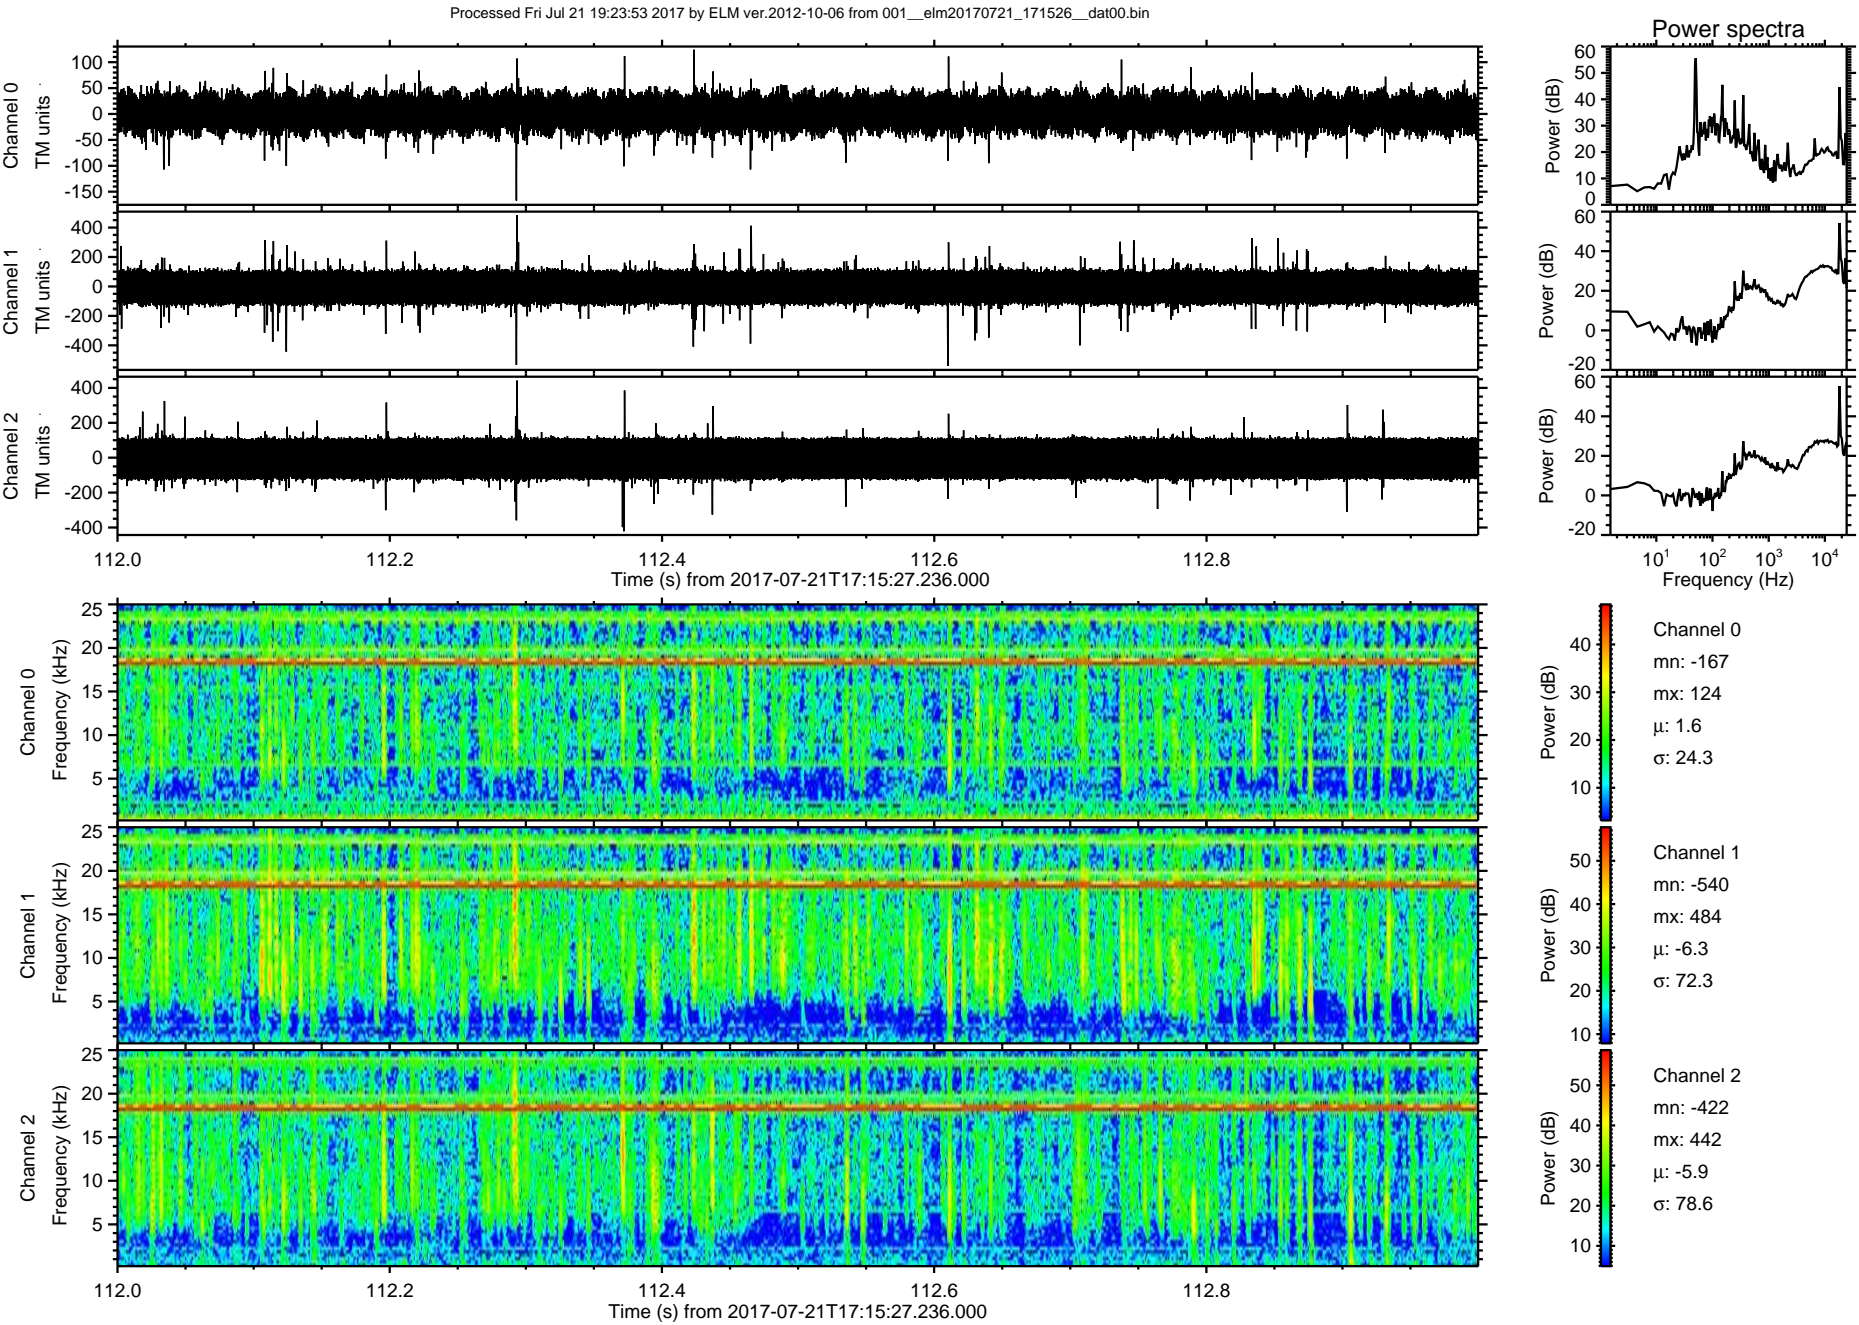 Processed Fri Jul 21 19:23:53 2017 by ELM ver.2012-10-06 from 001__elm20170721_171526__dat00.bin
Power spectra
Channel 0
TM units
100
50
0
-50
-100
-150
Power (dB)
60
50
40
30
20
10
0
Channel 1
TM units
400
200
0
-200
-400
Power (dB)
60
40
20
0
-20
Channel 2
TM units
400
200
0
-200
-400
Power (dB)
60
40
20
0
-20
112.0 112.2 112.4 112.6 112.8
Time (s) from 2017-07-21T17:15:27.236.000
10^1 10^2 10^3 10^4
Frequency (Hz)
Channel 0
Frequency (kHz)
25
20
15
10
5
Power (dB)
40
30
20
10
Channel 0
mn: -167
mx: 124
µ: 1.6
σ: 24.3
Channel 1
Frequency (kHz)
25
20
15
10
5
Power (dB)
50
40
30
20
10
Channel 1
mn: -540
mx: 484
µ: -6.3
σ: 72.3
Channel 2
Frequency (kHz)
25
20
15
10
5
Power (dB)
50
40
30
20
10
Channel 2
mn: -422
mx: 442
µ: -5.9
σ: 78.6
112.0 112.2 112.4 112.6 112.8
Time (s) from 2017-07-21T17:15:27.236.000